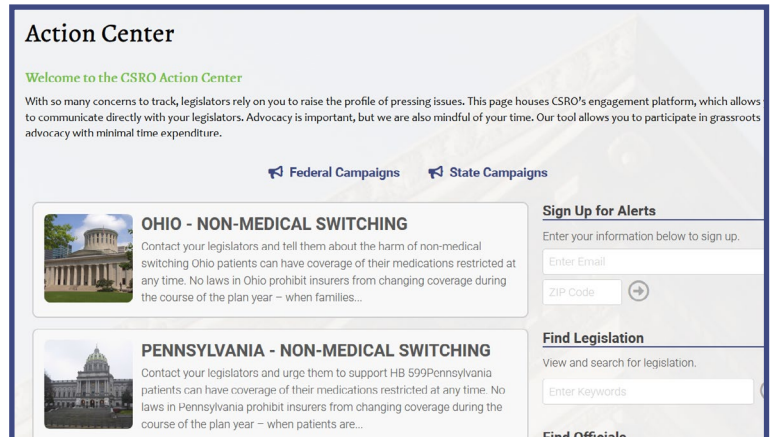 Action Center
Welcome to the CSRO Action Center
With so many concerns to track, legislators rely on you to raise the profile of pressing issues. This page houses CSRO's engagement platform, which allows
to communicate directly with your legislators. Advocacy is important, but we are also mindful of your time. Our tool allows you to participate in grassroots
advocacy with minimal time expenditure.
Federal Campaigns State Campaigns
OHIO - NON-MEDICAL SWITCHING
Contact your legislators and tell them about the harm of non-medical
switching Ohio patients can have coverage of their medications restricted at
any time. No laws in Ohio prohibit insurers from changing coverage during
the course of the plan year – when families...
PENNSYLVANIA - NON-MEDICAL SWITCHING
Contact your legislators and urge them to support HB 599Pennsylvania
patients can have coverage of their medications restricted at any time. No
laws in Pennsylvania prohibit insurers from changing coverage during the
course of the plan year – when patients are...
Sign Up for Alerts
Enter your information below to sign up.
Enter Email
ZIP Code
Find Legislation
View and search for legislation.
Enter Keywords
Find Officials